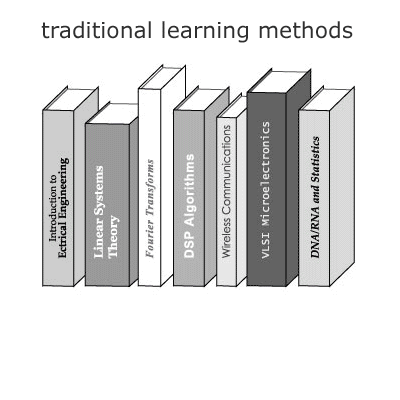 traditional learning methods
Introduction to
Ectrical Engineering
Linear Systems
Theory
Fourier Transforms
DSP Algorithms
Wireless Communications
VLSI Microelectronics
DNA/RNA and Statistics